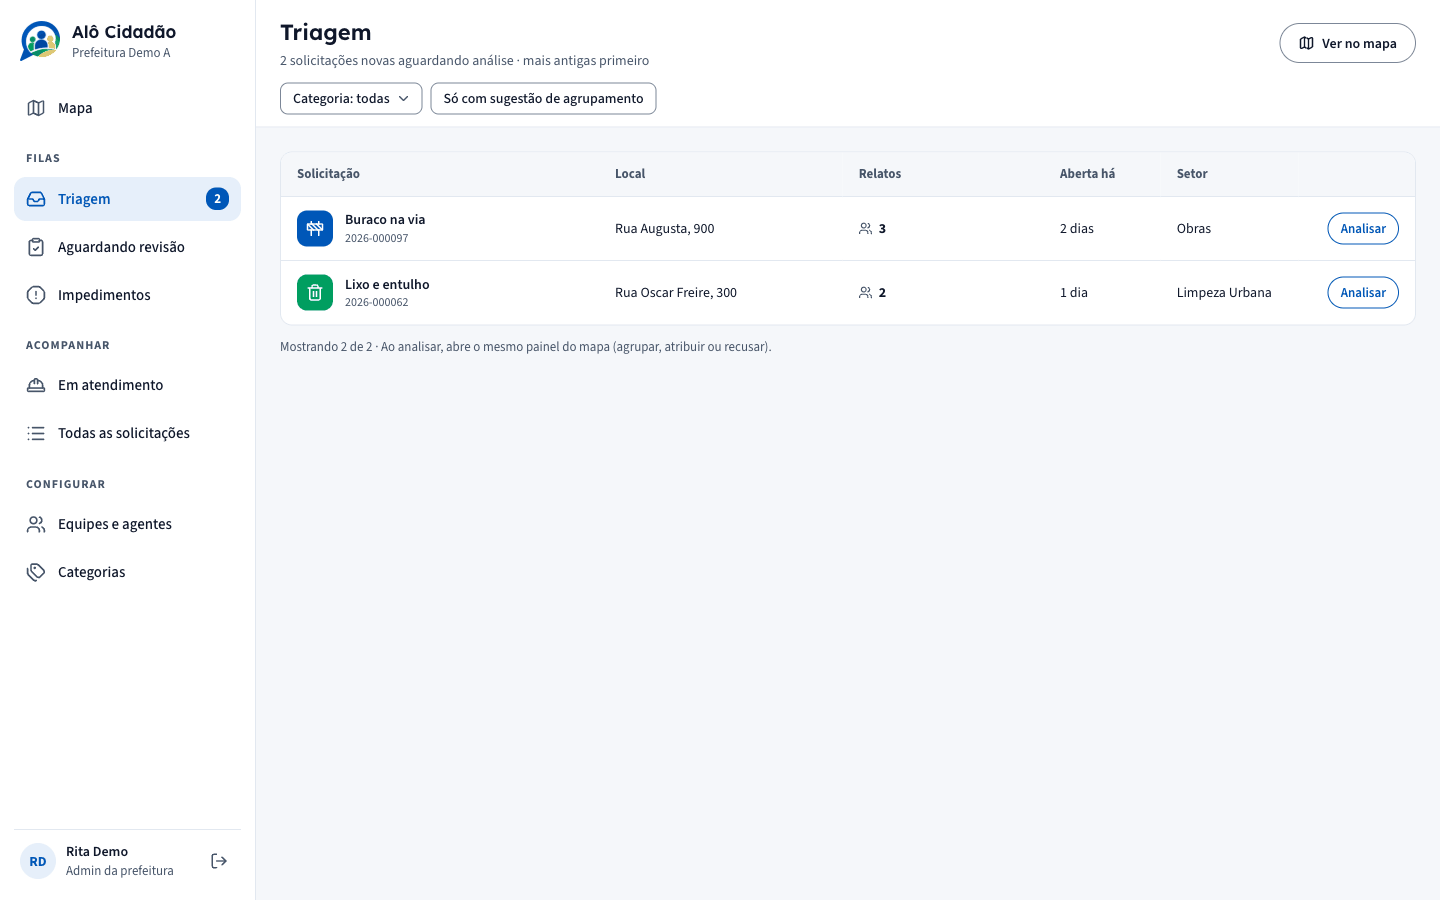 Alô Cidadão
Prefeitura Demo A
Mapa
FILAS
Triagem
2
Aguardando revisão
Impedimentos
ACOMPANHAR
Em atendimento
Todas as solicitações
CONFIGURAR
Equipes e agentes
Categorias
RD
Rita Demo
Admin da prefeitura
Triagem
2 solicitações novas aguardando análise · mais antigas primeiro
Ver no mapa
Categoria: todas
Só com sugestão de agrupamento
Solicitação Local Relatos Aberta há Setor
Buraco na via
2026-000097
Rua Augusta, 900
3
2 dias
Obras
Analisar
Lixo e entulho
2026-000062
Rua Oscar Freire, 300
2
1 dia
Limpeza Urbana
Analisar
Mostrando 2 de 2 · Ao analisar, abre o mesmo painel do mapa (agrupar, atribuir ou recusar).